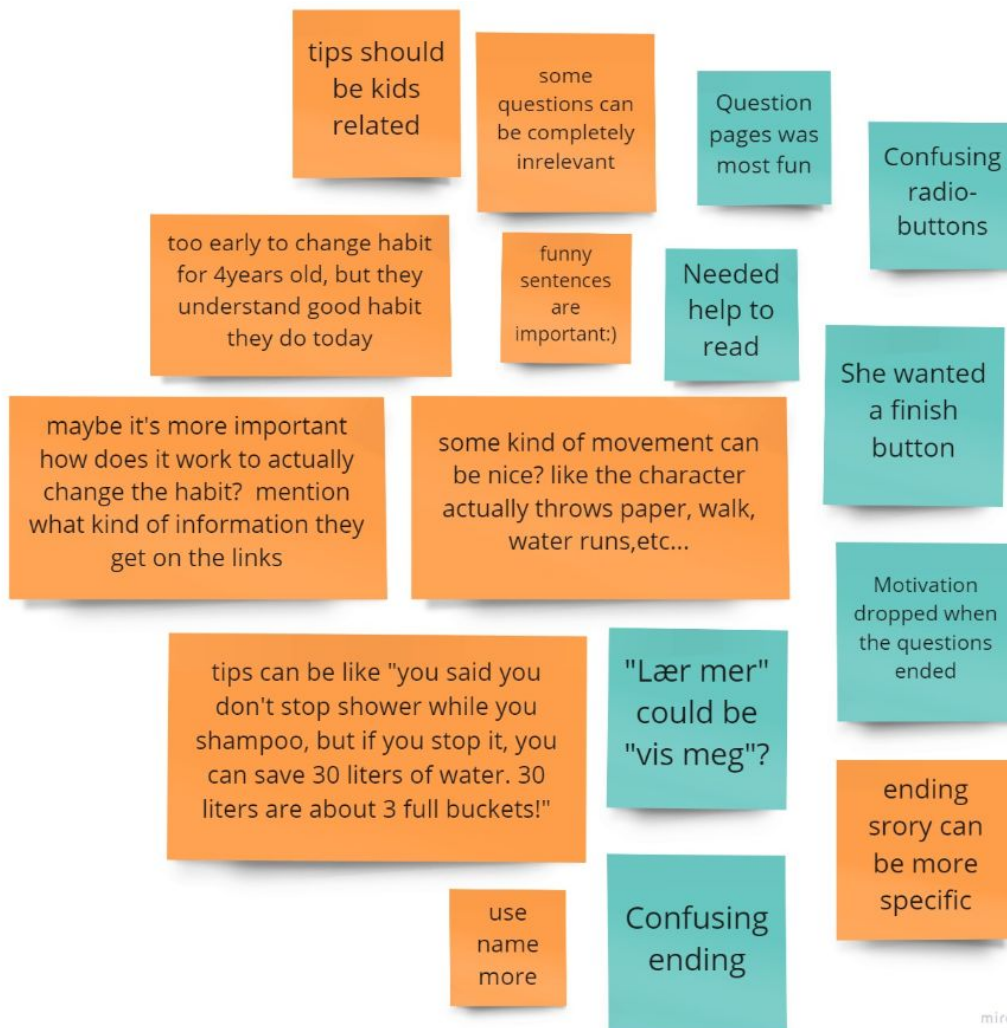 tips should
be kids
related
some
questions can
be completely
inrelevant
Question
pages was
most fun
Confusing
radio-
buttons
too early to change habit
for 4years old, but they
understand good habit
they do today
funny
sentences
are
important:)
Needed
help to
read
She wanted
a finish
button
maybe it's more important
how does it work to actually
change the habit?  mention
what kind of information they
get on the links
some kind of movement can
be nice? like the character
actually throws paper, walk,
water runs,etc...
Motivation
dropped when
the questions
ended
tips can be like "you said you
don't stop shower while you
shampoo, but if you stop it, you
can save 30 liters of water. 30
liters are about 3 full buckets!"
"Lær mer"
could be
"vis meg"?
ending
srory can
be more
specific
use
name
more
Confusing
ending